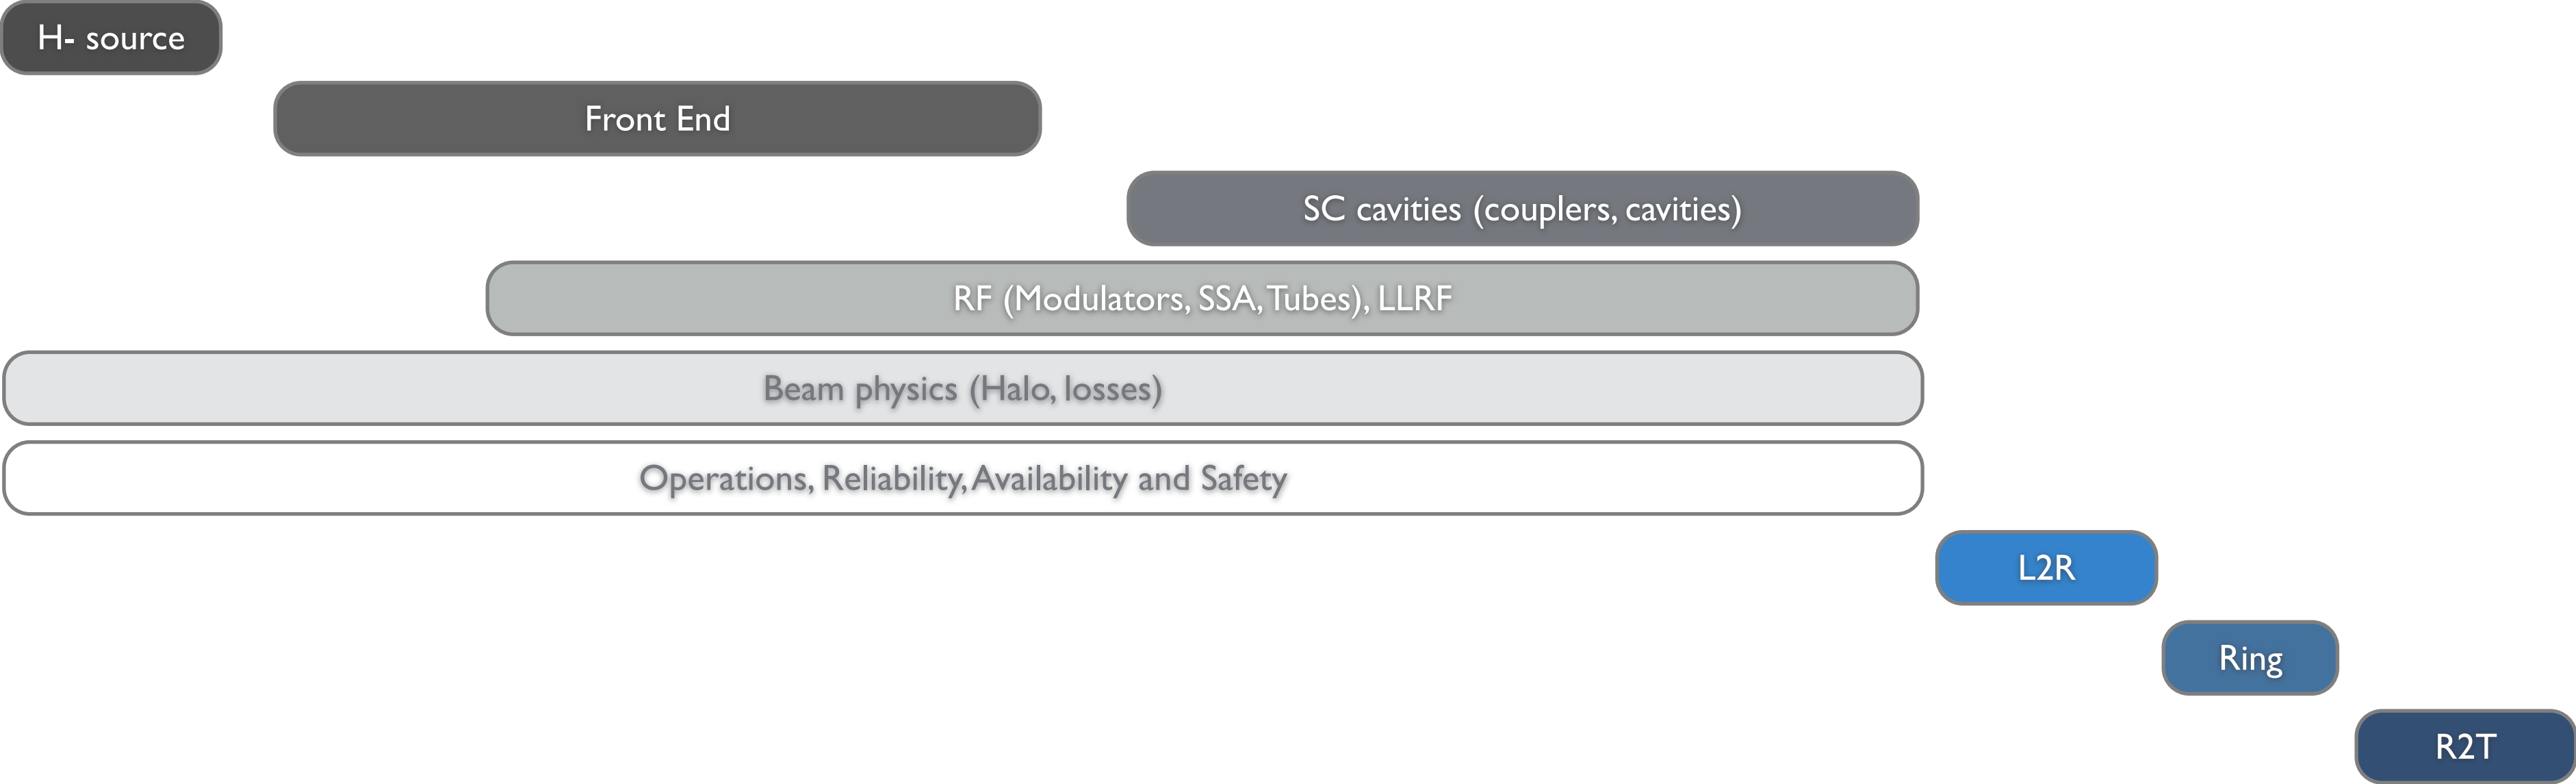 H- source
Front End
SC cavities (couplers, cavities)
RF (Modulators, SSA, Tubes), LLRF
Beam physics (Halo, losses)
Operations, Reliability, Availability and Safety
L2R
Ring
R2T